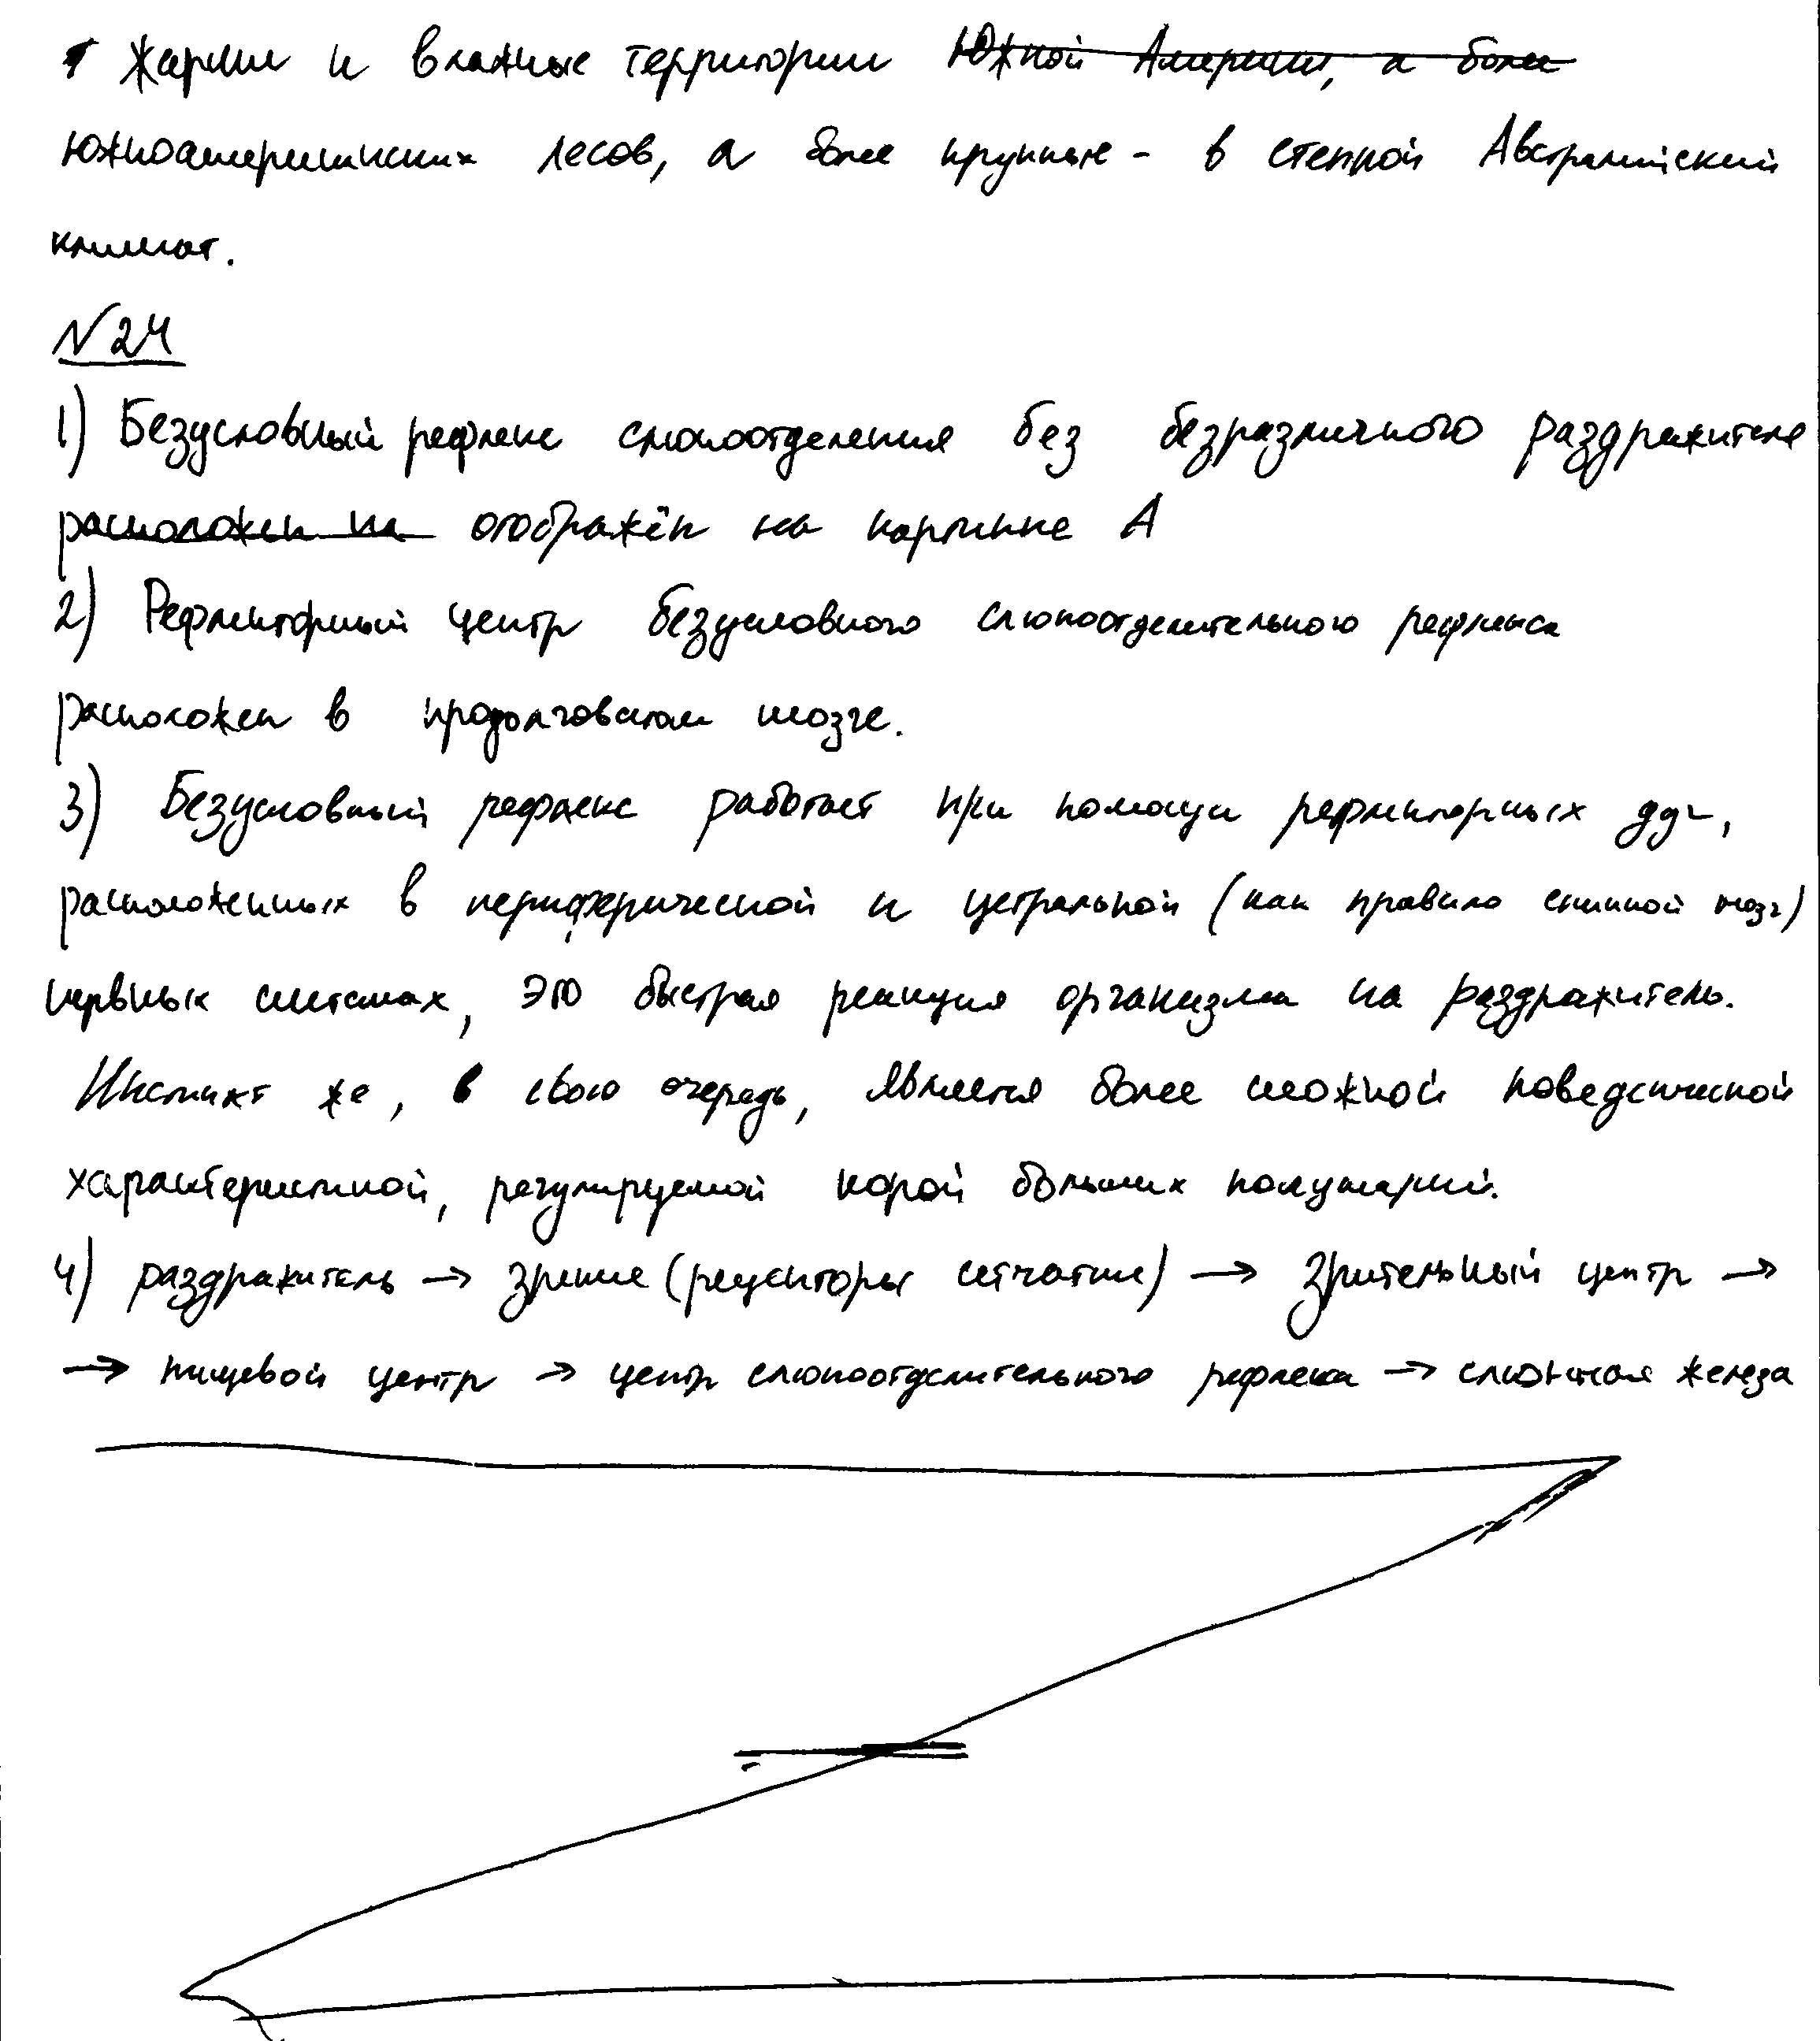 жаркие и влажные территории Южной Америки, а более
южноамериканских лесов, а более крупные - в степной Австралийский
климат.
№24
1) Безусловный рефлекс слюноотделения без безразличного раздражителя
расположен на отображён на картинке А
2) Рефлекторный центр безусловного слюноотделительного рефлекса
расположен в продолговатом мозге.
3) Безусловный рефлекс работает при помощи рефлекторных дуг,
расположенных в периферической и цетральной (как правило спинной мозг)
нервных системах, это быстрая реакция организма на раздражитель.
Инстинкт же, в свою очередь, является более сложной поведенческой
характеристикой, регулируемой корой больших полушарий.
4) раздражитель → зрение (рецепторы сетчатки) → Зрительный центр →
→ пищевой центр → центр слюноотделительного рефлекса → слюнная железа